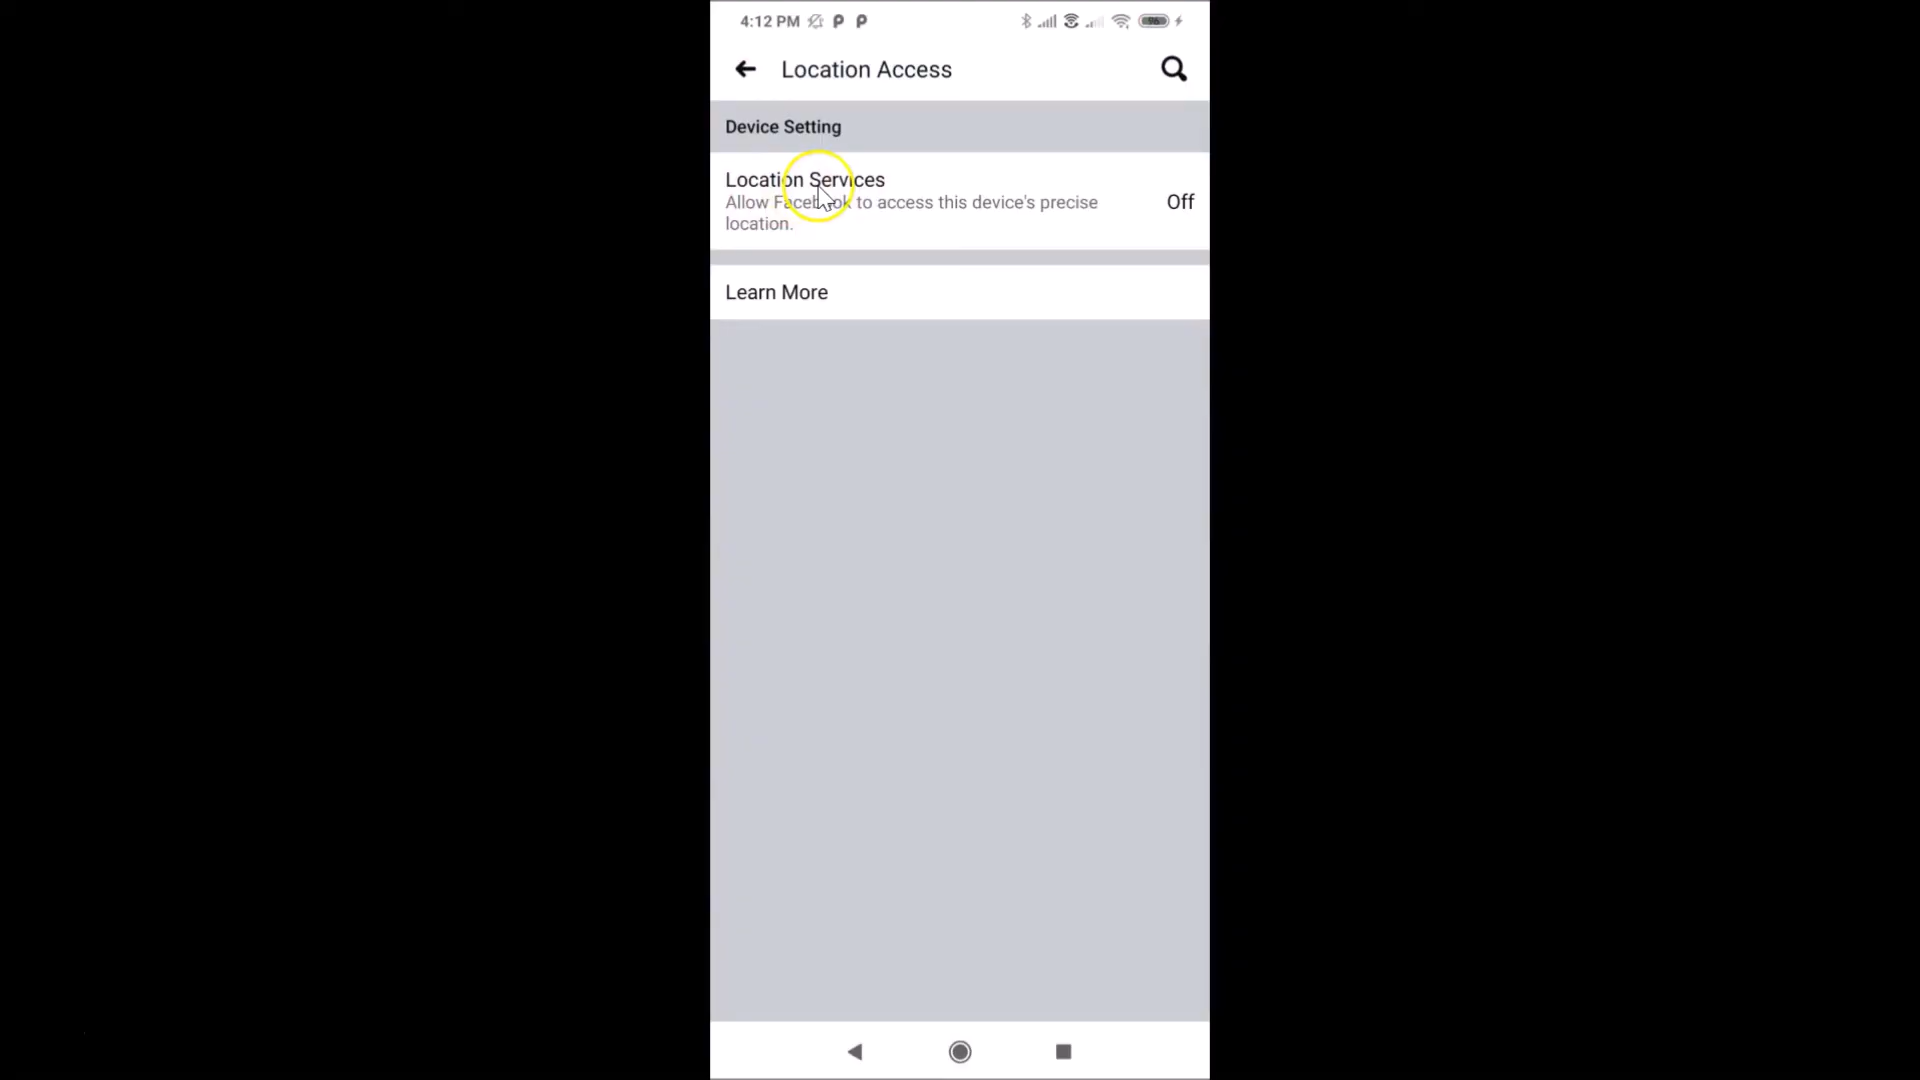 4:12 PM
96
Location Access
Device Setting
Location Services
Allow Facebook to access this device's precise
location.
Off
Learn More